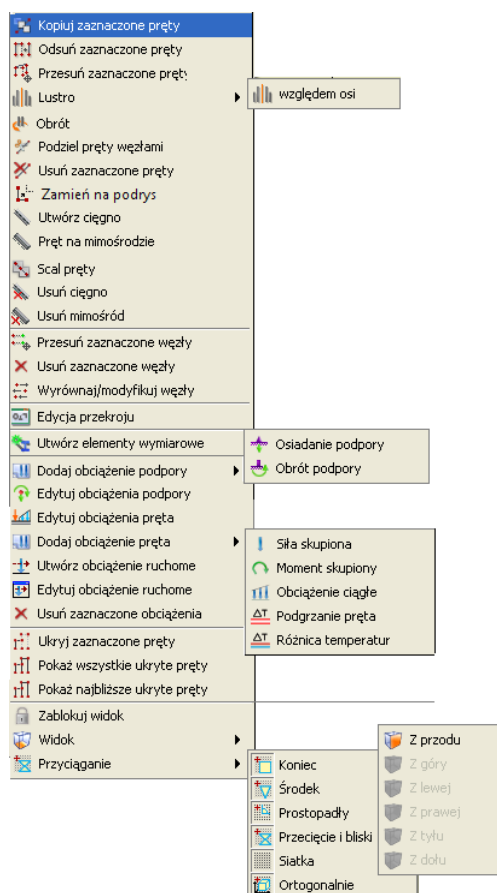 Kopiuj zaznaczone pręty
Odsuń zaznaczone pręty
Przesuń zaznaczone pręty
Lustro
względem osi
Obrót
Podziel pręty węzłami
Usuń zaznaczone pręty
Zamień na podrys
Utwórz cięgno
Pręt na mimośrodzie
Scal pręty
Usuń cięgno
Usuń mimośród
Przesuń zaznaczone węzły
Usuń zaznaczone węzły
Wyrównaj/modyfikuj węzły
Edycja przekroju
Utwórz elementy wymiarowe
Dodaj obciążenie podpory
Osiadanie podpory
Obrót podpory
Edytuj obciążenia podpory
Edytuj obciążenia pręta
Dodaj obciążenie pręta
Siła skupiona
Moment skupiony
Obciążenie ciągłe
ΔT Podgrzanie pręta
ΔT Różnica temperatur
Utwórz obciążenie ruchome
Edytuj obciążenie ruchome
Usuń zaznaczone obciążenia
Ukryj zaznaczone pręty
Pokaż wszystkie ukryte pręty
Pokaż najbliższe ukryte pręty
Zablokuj widok
Widok
Z przodu
Z góry
Z lewej
Z prawej
Z tyłu
Z dołu
Przyciąganie
Koniec
Środek
Prostopadły
Przecięcie i bliski
Siatka
Ortogonalnie